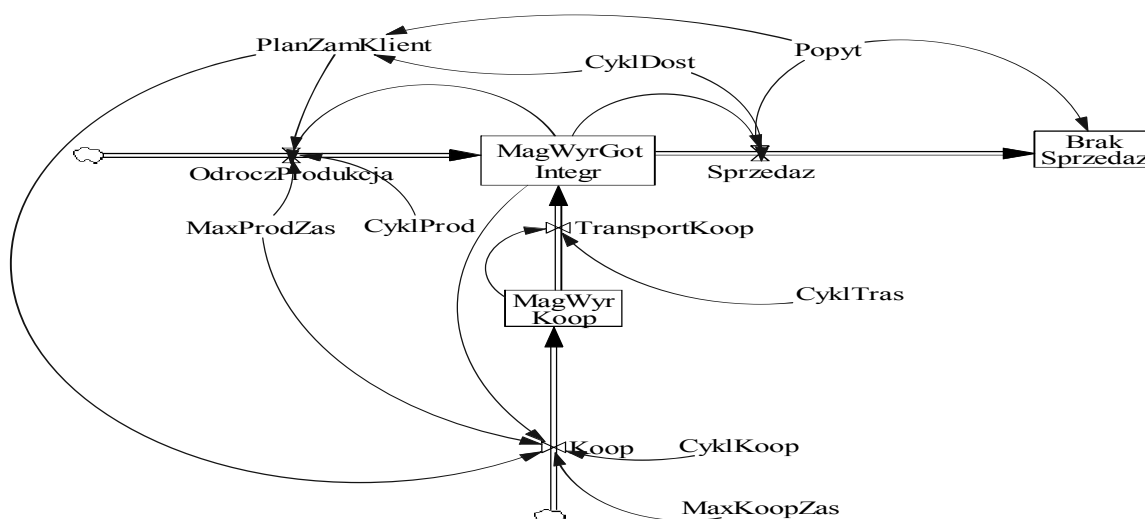 PlanZamKlient
Popyt
CyklDost
MagWyrGot
Integr
Brak
Sprzedaz
OdroczProdukcja
Sprzedaz
MaxProdZas
CyklProd
TransportKoop
MagWyr
Koop
CyklTras
Koop
CyklKoop
MaxKoopZas